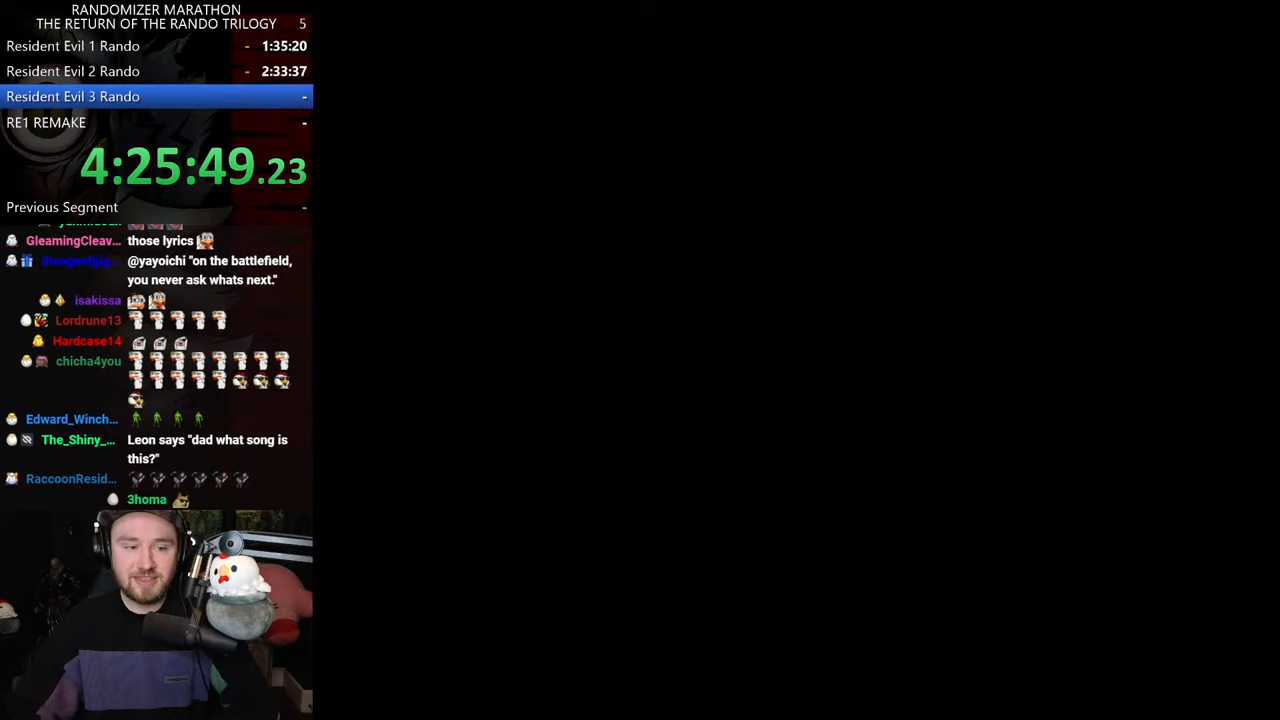 RANDOMIZER MARATHON
THE RETURN OF THE RANDO TRILOGY 5
Resident Evil 1 Rando - 1:35:20
Resident Evil 2 Rando - 2:33:37
Resident Evil 3 Rando -
RE1 REMAKE -
4:25:49.23
Previous Segment -
GleamingCleav... those lyrics
@yayoichi "on the battlefield,
you never ask whats next."
isakissa
Lordrune13
Hardcase14
chicha4you
Edward_Winch...
The_Shiny_... Leon says "dad what song is
this?"
RaccoonResid...
3homa